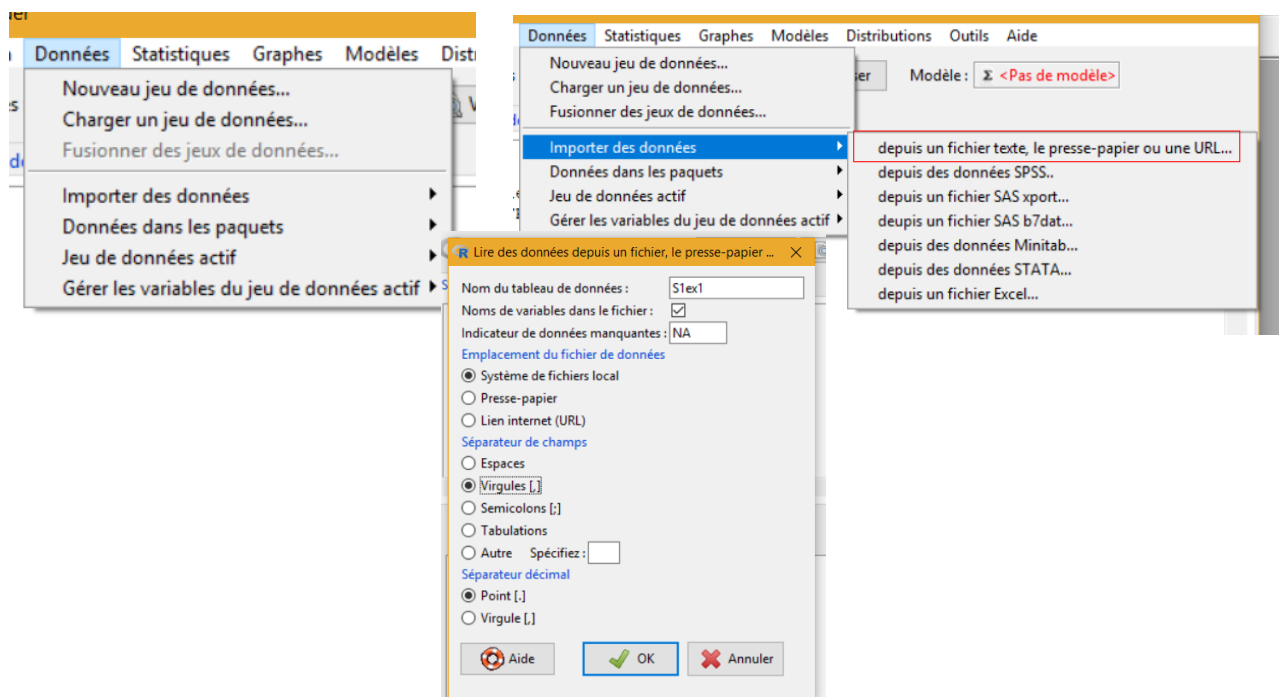 Données Statistiques Graphes Modèles
Nouveau jeu de données...
Charger un jeu de données...
Fusionner des jeux de données...
Importer des données
Données dans les paquets
Jeu de données actif
Gérer les variables du jeu de données actif
Données Statistiques Graphes Modèles Distributions Outils Aide
Modèle : Σ <Pas de modèle>
Nouveau jeu de données...
Charger un jeu de données...
Fusionner des jeux de données...
Importer des données
Données dans les paquets
Jeu de données actif
Gérer les variables du jeu de données actif
depuis un fichier texte, le presse-papier ou une URL...
depuis des données SPSS..
depuis un fichier SAS xport...
deupis un fichier SAS b7dat...
depuis des données Minitab...
depuis des données STATA...
depuis un fichier Excel...
R Lire des données depuis un fichier, le presse-papier ...
Nom du tableau de données : S1ex1
Noms de variables dans le fichier :
Indicateur de données manquantes : NA
Emplacement du fichier de données
Système de fichiers local
Presse-papier
Lien internet (URL)
Séparateur de champs
Espaces
Virgules [,]
Semicolons [;]
Tabulations
Autre Spécifiez :
Séparateur décimal
Point [.]
Virgule [,]
Aide OK Annuler